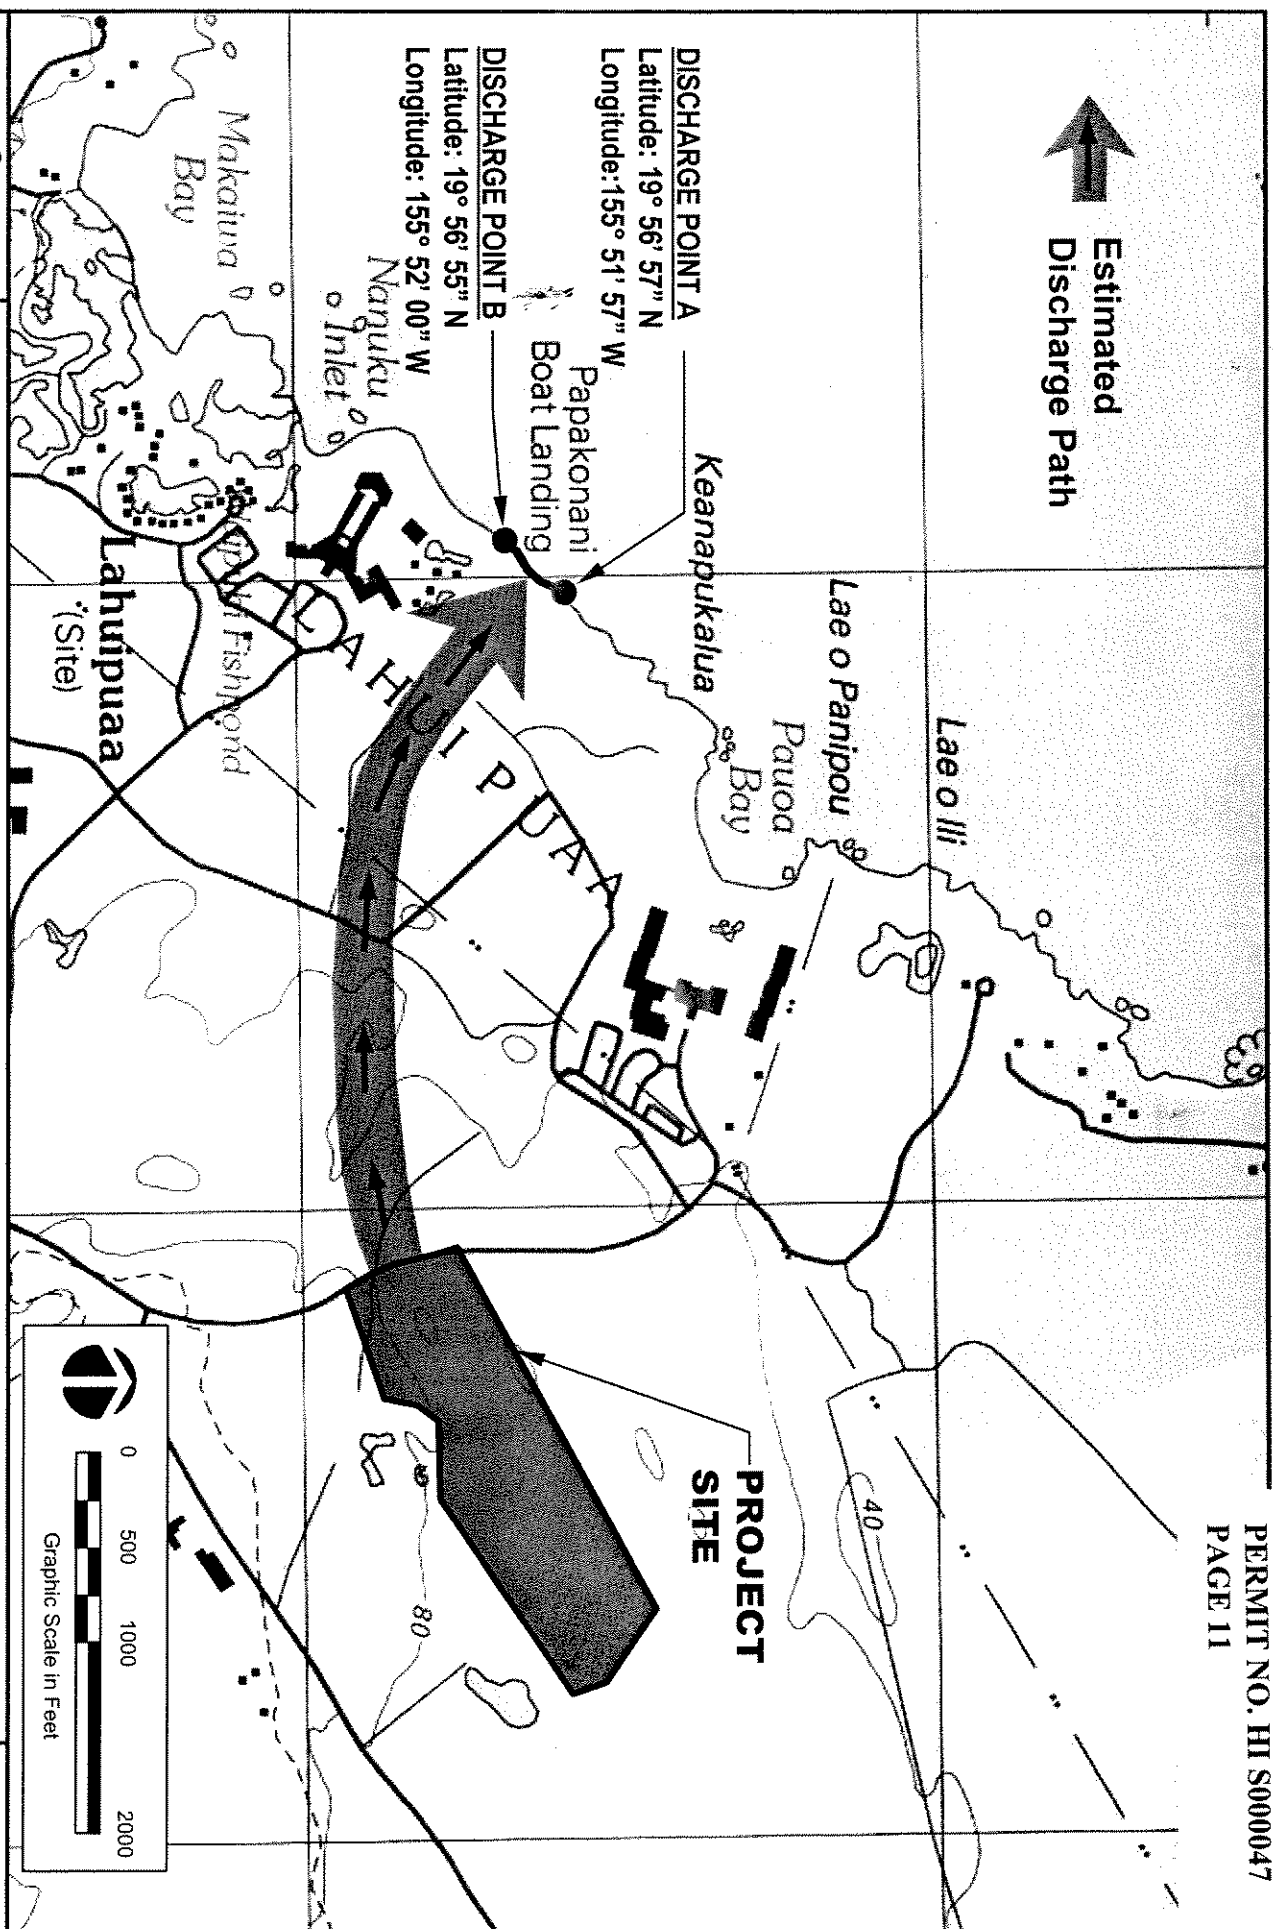 PERMIT NO. HI S000047
PAGE 11
Estimated
Discharge Path
DISCHARGE POINT A
Latitude: 19° 56' 57" N
Longitude:155° 51' 57" W
DISCHARGE POINT B
Latitude: 19° 56' 55" N
Longitude: 155° 52' 00" W
Lae o Ili
Lae o Panipou
Pauoa
Bay
Keanapukalua
Papakonani
Boat Landing
Nanuku
Inlet
Makaiwa
Bay
LAHUIPUAA
Fishpond
Lahuipuaa
(Site)
PROJECT
SITE
40
80
0 500 1000 2000
Graphic Scale in Feet